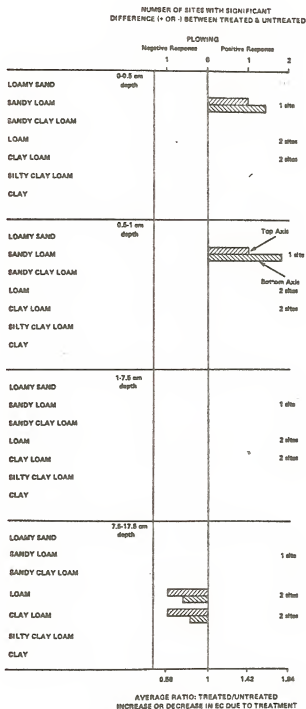 NUMBER OF SITES WITH SIGNIFICANT
DIFFERENCE (+ OR -) BETWEEN TREATED & UNTREATED
PLOWING
Negative Response Positive Response
1 0 1 2
0-0.5 cm
depth
LOAMY SAND
SANDY LOAM 1 site
SANDY CLAY LOAM
LOAM 2 sites
CLAY LOAM 2 sites
SILTY CLAY LOAM
CLAY
0.5-1 cm
depth
LOAMY SAND
Top Axis
SANDY LOAM 1 site
SANDY CLAY LOAM
Bottom Axis
LOAM 2 sites
CLAY LOAM 2 sites
SILTY CLAY LOAM
CLAY
1-7.5 cm
depth
LOAMY SAND
SANDY LOAM 1 site
SANDY CLAY LOAM
LOAM 2 sites
CLAY LOAM 2 sites
SILTY CLAY LOAM
CLAY
7.5-17.5 cm
depth
LOAMY SAND
SANDY LOAM 1 site
SANDY CLAY LOAM
LOAM 2 sites
CLAY LOAM 2 sites
SILTY CLAY LOAM
CLAY
0.58 1 1.42 1.84
AVERAGE RATIO: TREATED/UNTREATED
INCREASE OR DECREASE IN EC DUE TO TREATMENT